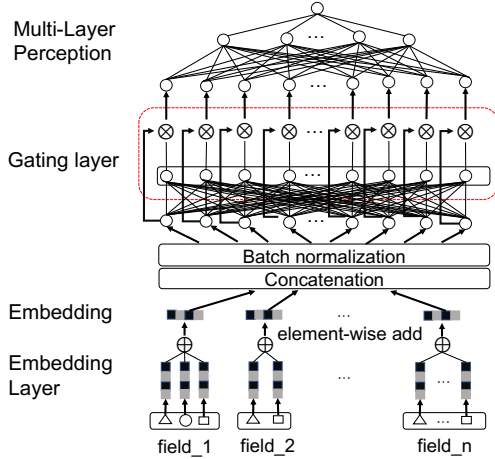 Multi-Layer
Perception
...
Gating layer
...
...
Batch normalization
Concatenation
Embedding
...
element-wise add
Embedding
Layer
...
...
...
...
field_1
field_2
field_n